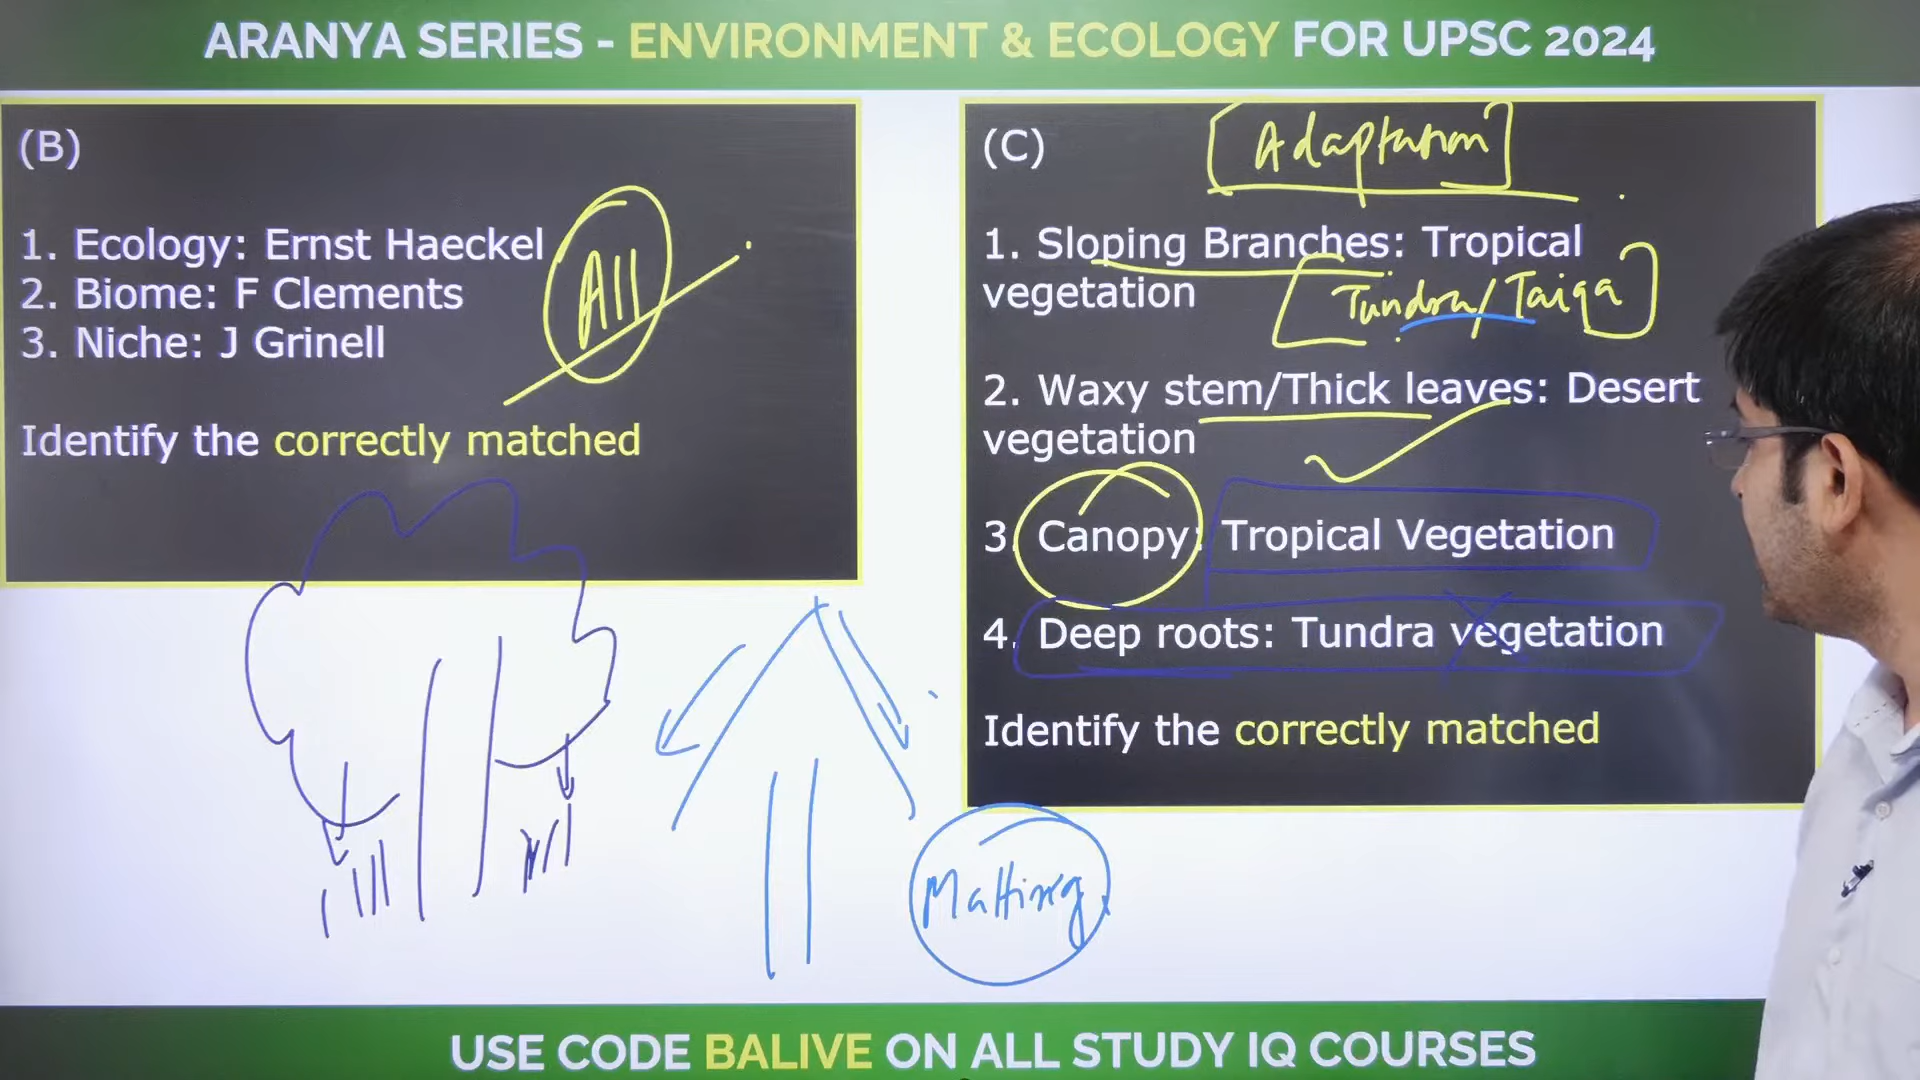 ARANYA SERIES - ENVIRONMENT & ECOLOGY FOR UPSC 2024
(B)
1. Ecology: Ernst Haeckel
2. Biome: F Clements
3. Niche: J Grinell
All
Identify the correctly matched
(C)
Adaptation
1. Sloping Branches: Tropical
vegetation
Tundra/Taiga
2. Waxy stem/Thick leaves: Desert
vegetation
3. Canopy: Tropical Vegetation
4. Deep roots: Tundra vegetation
Identify the correctly matched
Matting
USE CODE BALIVE ON ALL STUDY IQ COURSES